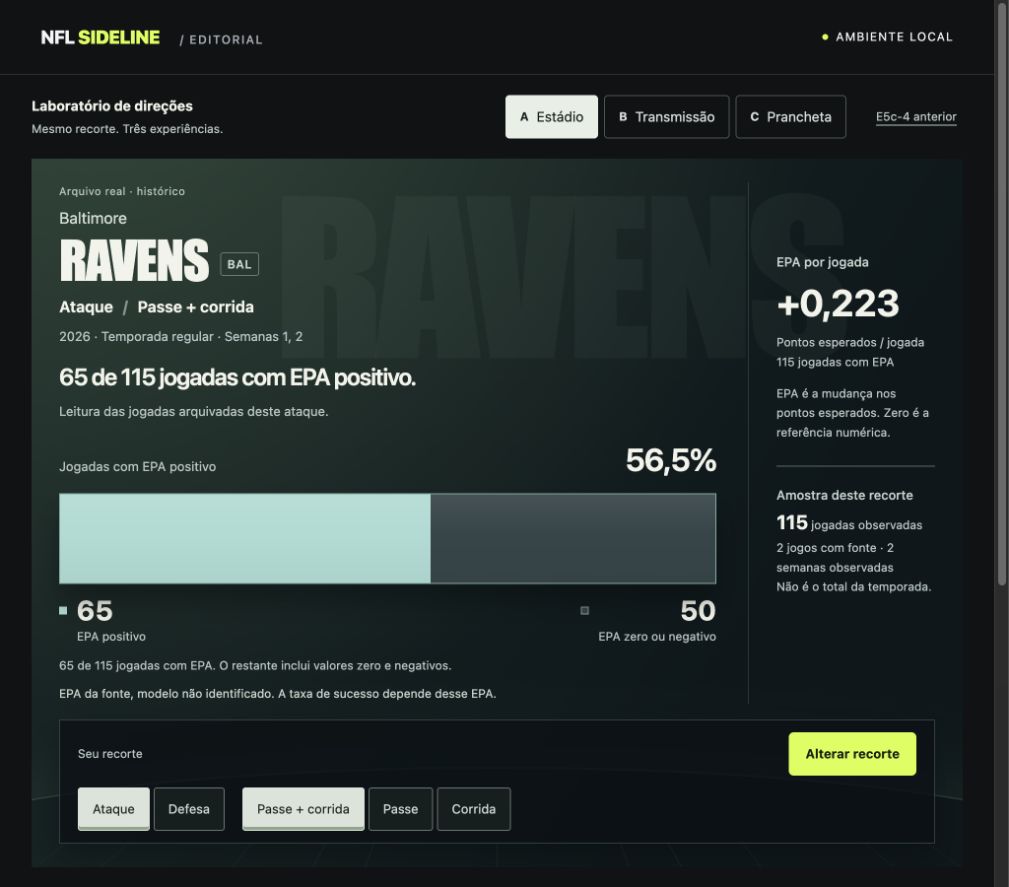 NFL SIDELINE / EDITORIAL
AMBIENTE LOCAL
Laboratório de direções
Mesmo recorte. Três experiências.
A Estádio
B Transmissão
C Prancheta
E5c-4 anterior
Arquivo real · histórico
Baltimore
RAVENS BAL
RAVENS
Ataque / Passe + corrida
2026 · Temporada regular · Semanas 1, 2
65 de 115 jogadas com EPA positivo.
Leitura das jogadas arquivadas deste ataque.
Jogadas com EPA positivo
56,5%
65
EPA positivo
50
EPA zero ou negativo
65 de 115 jogadas com EPA. O restante inclui valores zero e negativos.
EPA da fonte, modelo não identificado. A taxa de sucesso depende desse EPA.
EPA por jogada
+0,223
Pontos esperados / jogada
115 jogadas com EPA
EPA é a mudança nos
pontos esperados. Zero é a
referência numérica.
Amostra deste recorte
115 jogadas observadas
2 jogos com fonte · 2
semanas observadas
Não é o total da temporada.
Seu recorte
Alterar recorte
Ataque
Defesa
Passe + corrida
Passe
Corrida